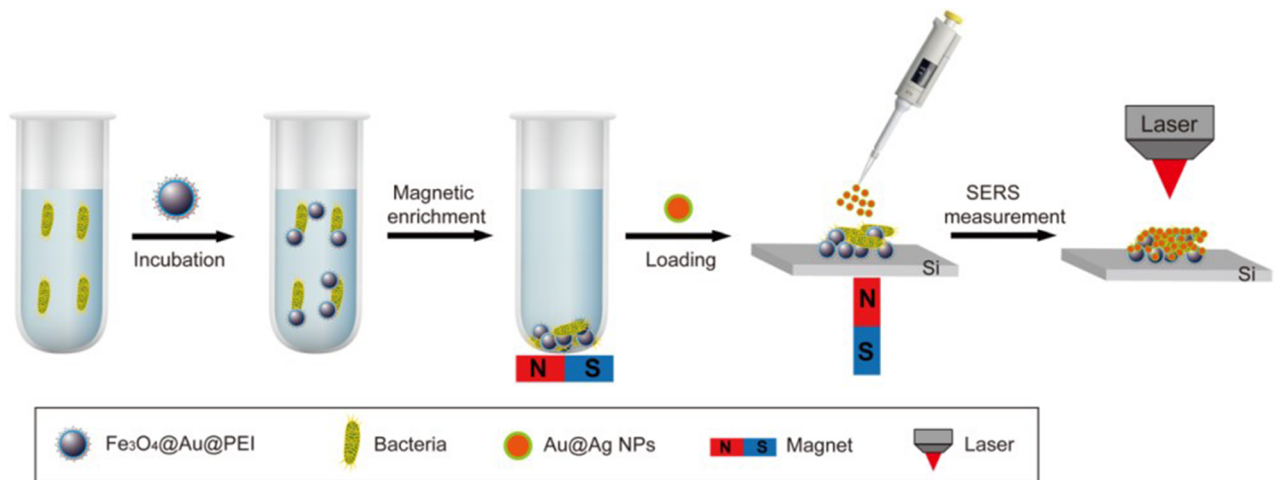 Incubation
Magnetic
enrichment
N S
Loading
Si
N
S
SERS
measurement
Laser
Si
Fe₃O₄@Au@PEI
Bacteria
Au@Ag NPs
N S
Magnet
Laser